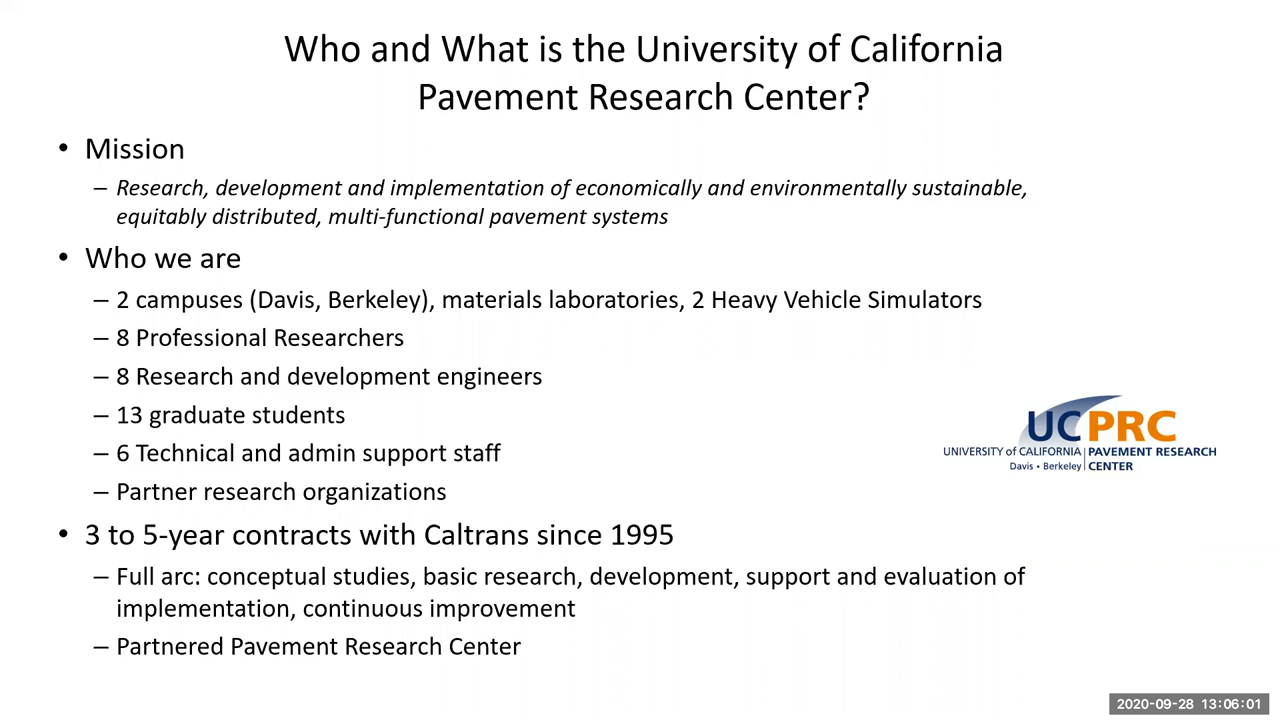 Who and What is the University of California
Pavement Research Center?
• Mission
– Research, development and implementation of economically and environmentally sustainable,
equitably distributed, multi-functional pavement systems
• Who we are
– 2 campuses (Davis, Berkeley), materials laboratories, 2 Heavy Vehicle Simulators
– 8 Professional Researchers
– 8 Research and development engineers
– 13 graduate students
– 6 Technical and admin support staff
– Partner research organizations
UCPRC
UNIVERSITY of CALIFORNIA | PAVEMENT RESEARCH
Davis • Berkeley | CENTER
• 3 to 5-year contracts with Caltrans since 1995
– Full arc: conceptual studies, basic research, development, support and evaluation of
implementation, continuous improvement
– Partnered Pavement Research Center
2020-09-28 13:06:01